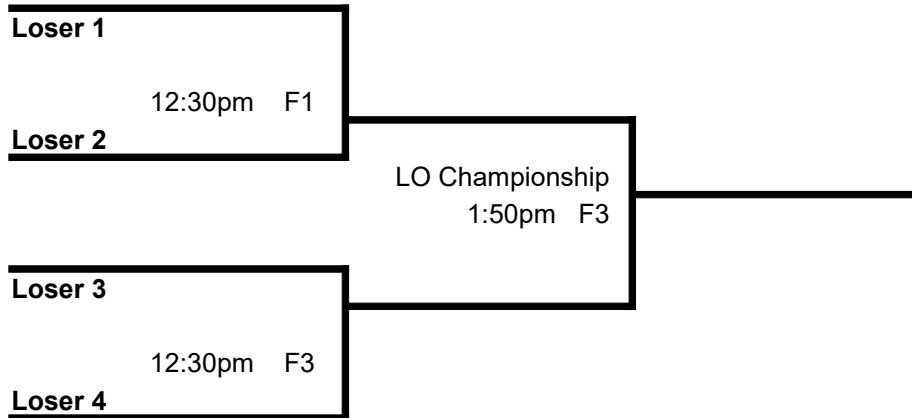 Loser 1
12:30pm F1
Loser 2
LO Championship
1:50pm F3
Loser 3
12:30pm F3
Loser 4